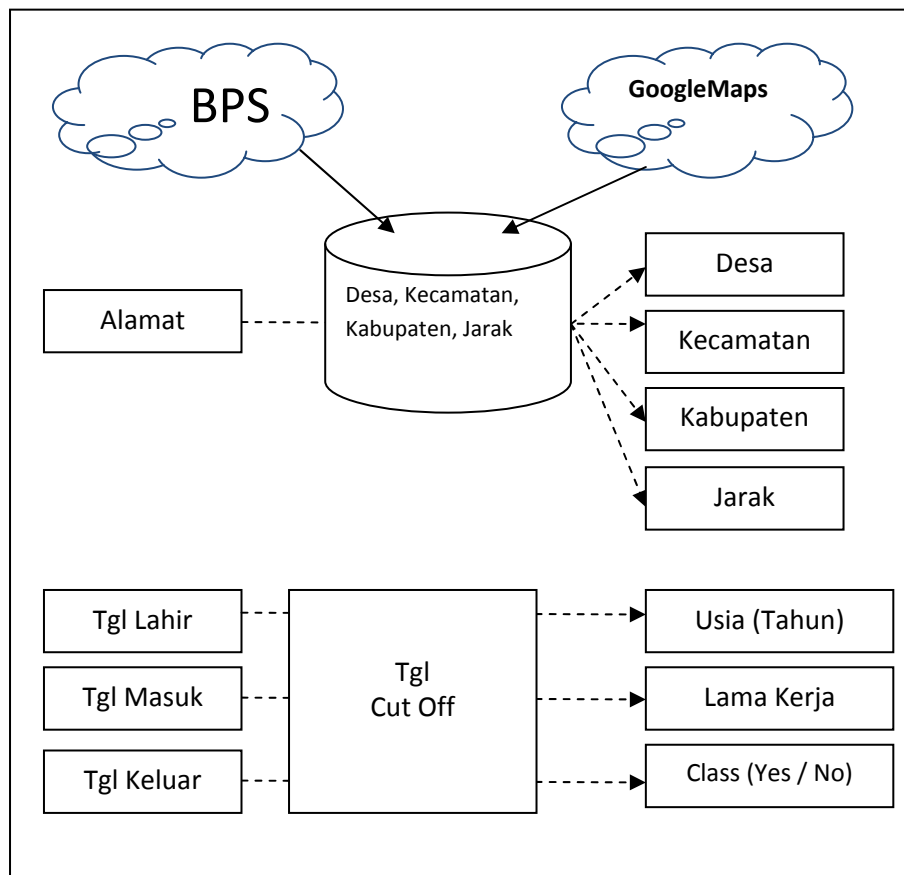 BPS
GoogleMaps
Alamat
Desa, Kecamatan,
Kabupaten, Jarak
Desa
Kecamatan
Kabupaten
Jarak
Tgl Lahir
Tgl Masuk
Tgl Keluar
Tgl
Cut Off
Usia (Tahun)
Lama Kerja
Class (Yes / No)